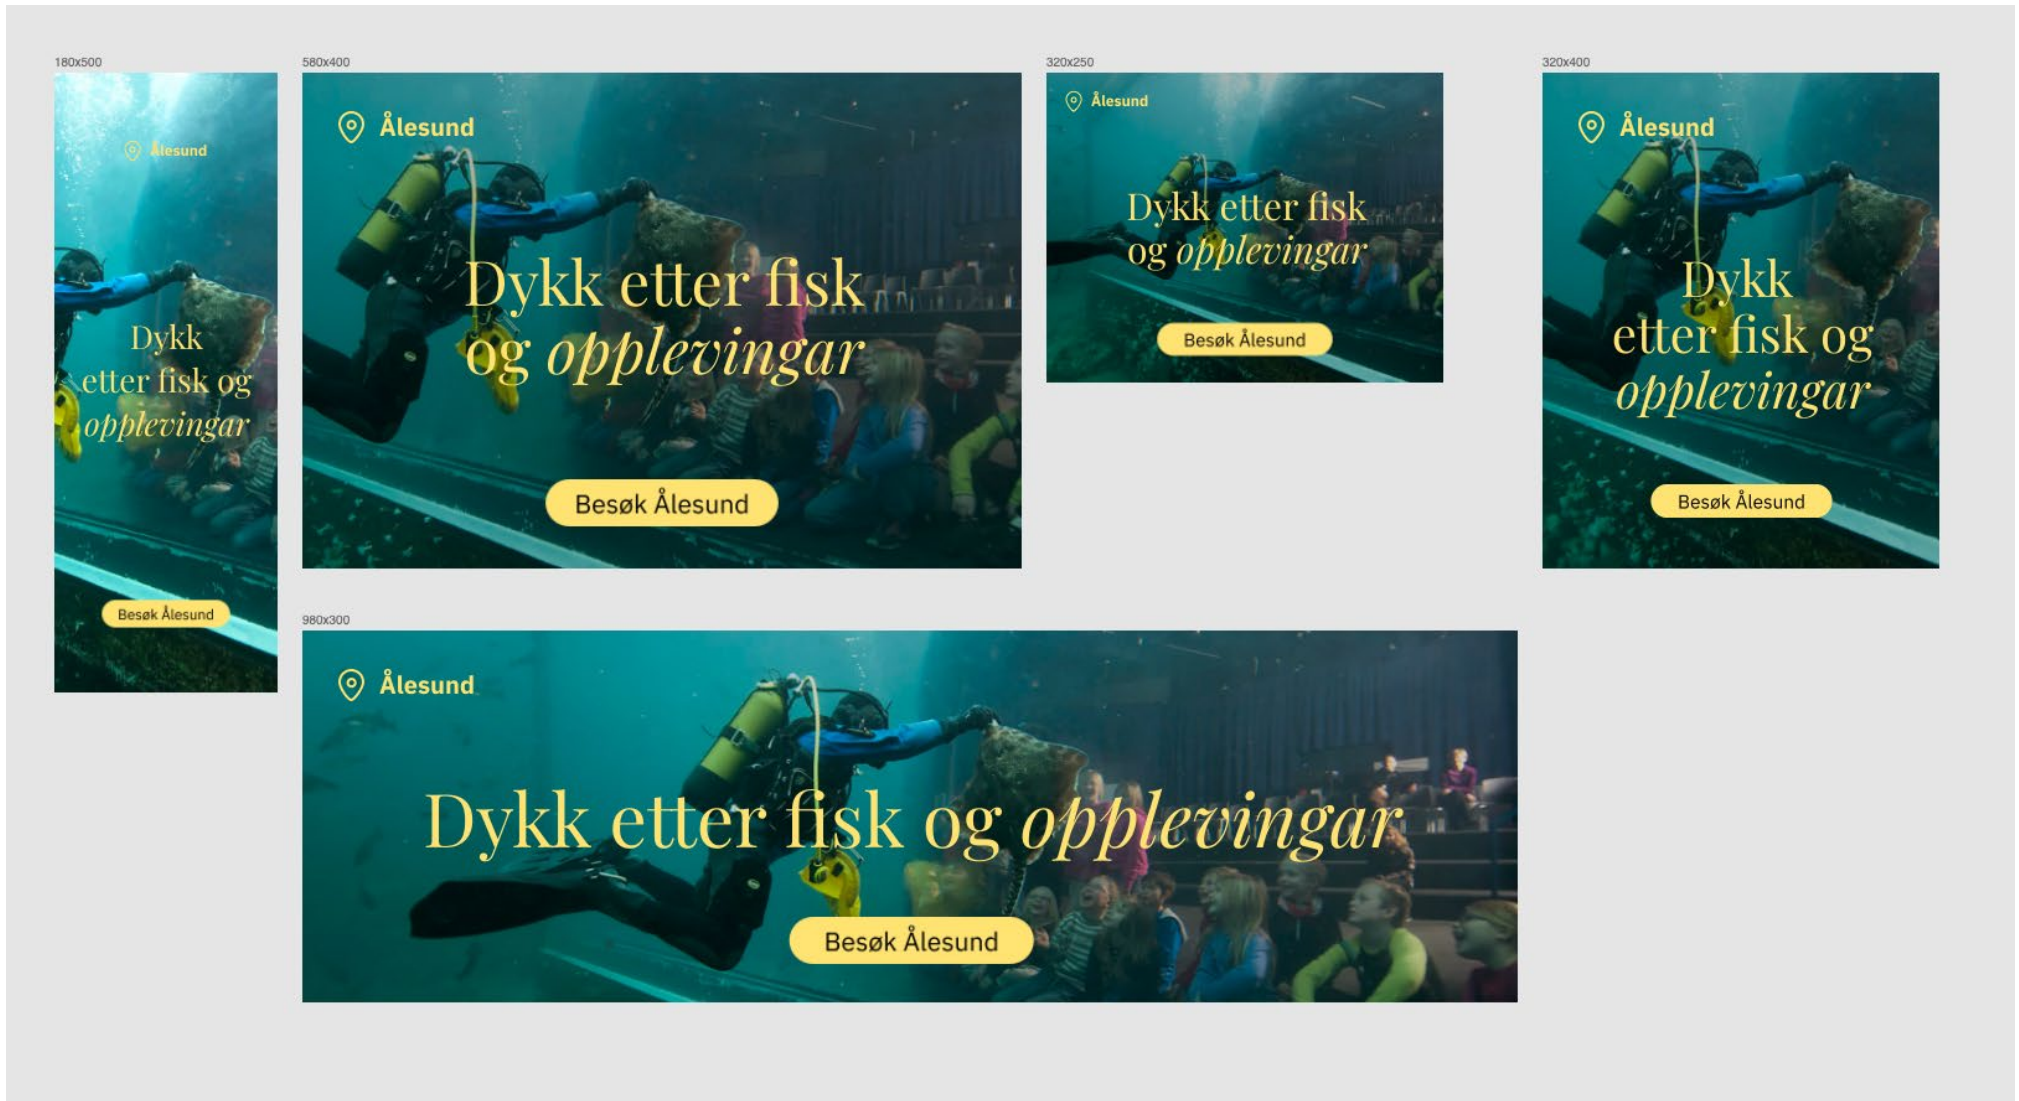 180x500
Ålesund
Dykk
etter fisk og
opplevingar
Besøk Ålesund
580x400
Ålesund
Dykk etter fisk
og opplevingar
Besøk Ålesund
320x250
Ålesund
Dykk etter fisk
og opplevingar
Besøk Ålesund
320x400
Ålesund
Dykk
etter fisk og
opplevingar
Besøk Ålesund
980x300
Ålesund
Dykk etter fisk og opplevingar
Besøk Ålesund